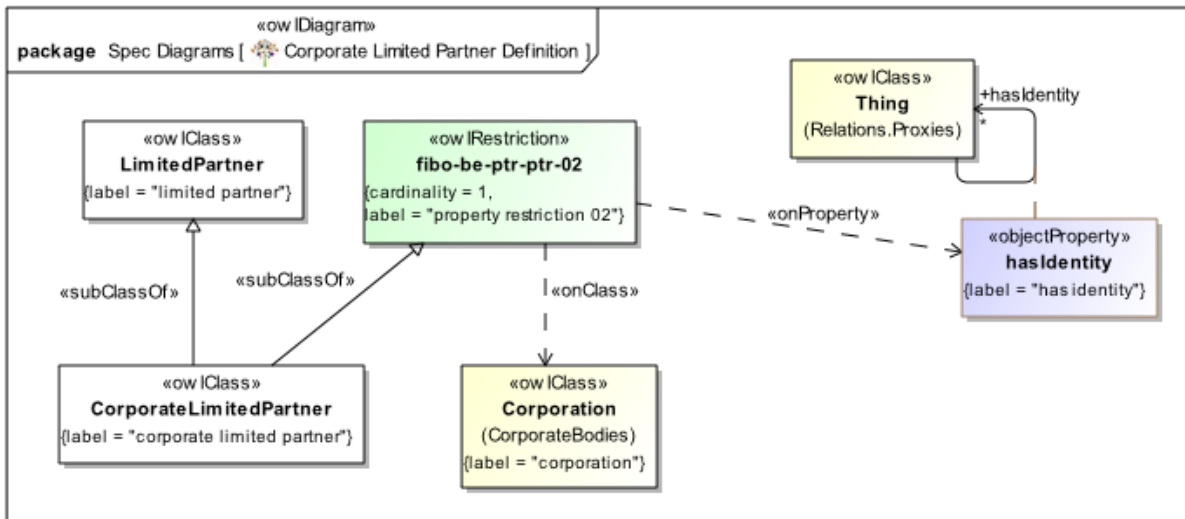 «owlDiagram»
package Spec Diagrams [ Corporate Limited Partner Definition ]
«owlClass»
Thing
(Relations.Proxies)
+hasIdentity
*
«owlClass»
LimitedPartner
{label = "limited partner"}
«owlRestriction»
fibo-be-ptr-ptr-02
{cardinality = 1,
label = "property restriction 02"}
«onProperty»
«objectProperty»
hasIdentity
{label = "has identity"}
«subClassOf»
«subClassOf»
«onClass»
«owlClass»
CorporateLimitedPartner
{label = "corporate limited partner"}
«owlClass»
Corporation
(CorporateBodies)
{label = "corporation"}